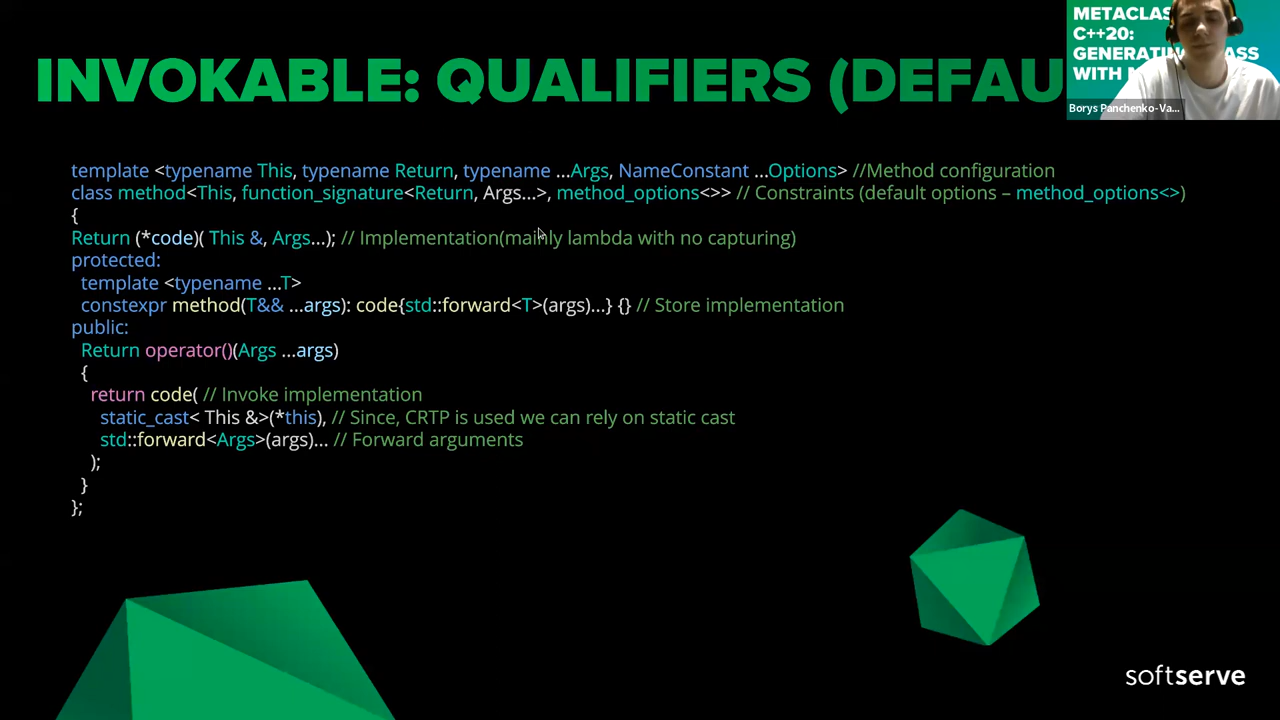 INVOKABLE: QUALIFIERS (DEFAU
METACLAS
C++20:
GENERATING ASS
WITH
Borys Panchenko-Va...
template <typename This, typename Return, typename ...Args, NameConstant ...Options> //Method configuration
class method<This, function_signature<Return, Args...>, method_options<>> // Constraints (default options – method_options<>)
{
Return (*code)( This &, Args...); // Implementation(mainly lambda with no capturing)
protected:
template <typename ...T>
constexpr method(T&& ...args): code{std::forward<T>(args)...} {} // Store implementation
public:
Return operator()(Args ...args)
{
return code( // Invoke implementation
static_cast< This &>(*this), // Since, CRTP is used we can rely on static cast
std::forward<Args>(args)... // Forward arguments
);
}
};
softserve